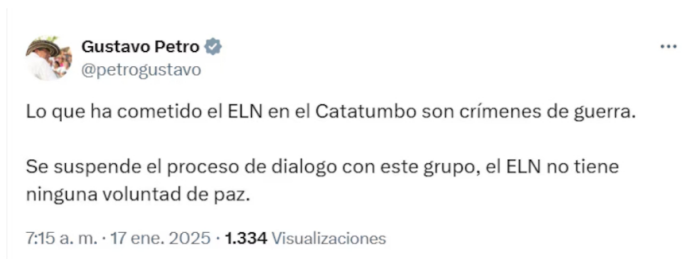 Gustavo Petro
@petrogustavo
Lo que ha cometido el ELN en el Catatumbo son crímenes de guerra.
Se suspende el proceso de dialogo con este grupo, el ELN no tiene
ninguna voluntad de paz.
7:15 a. m. · 17 ene. 2025 · 1.334 Visualizaciones